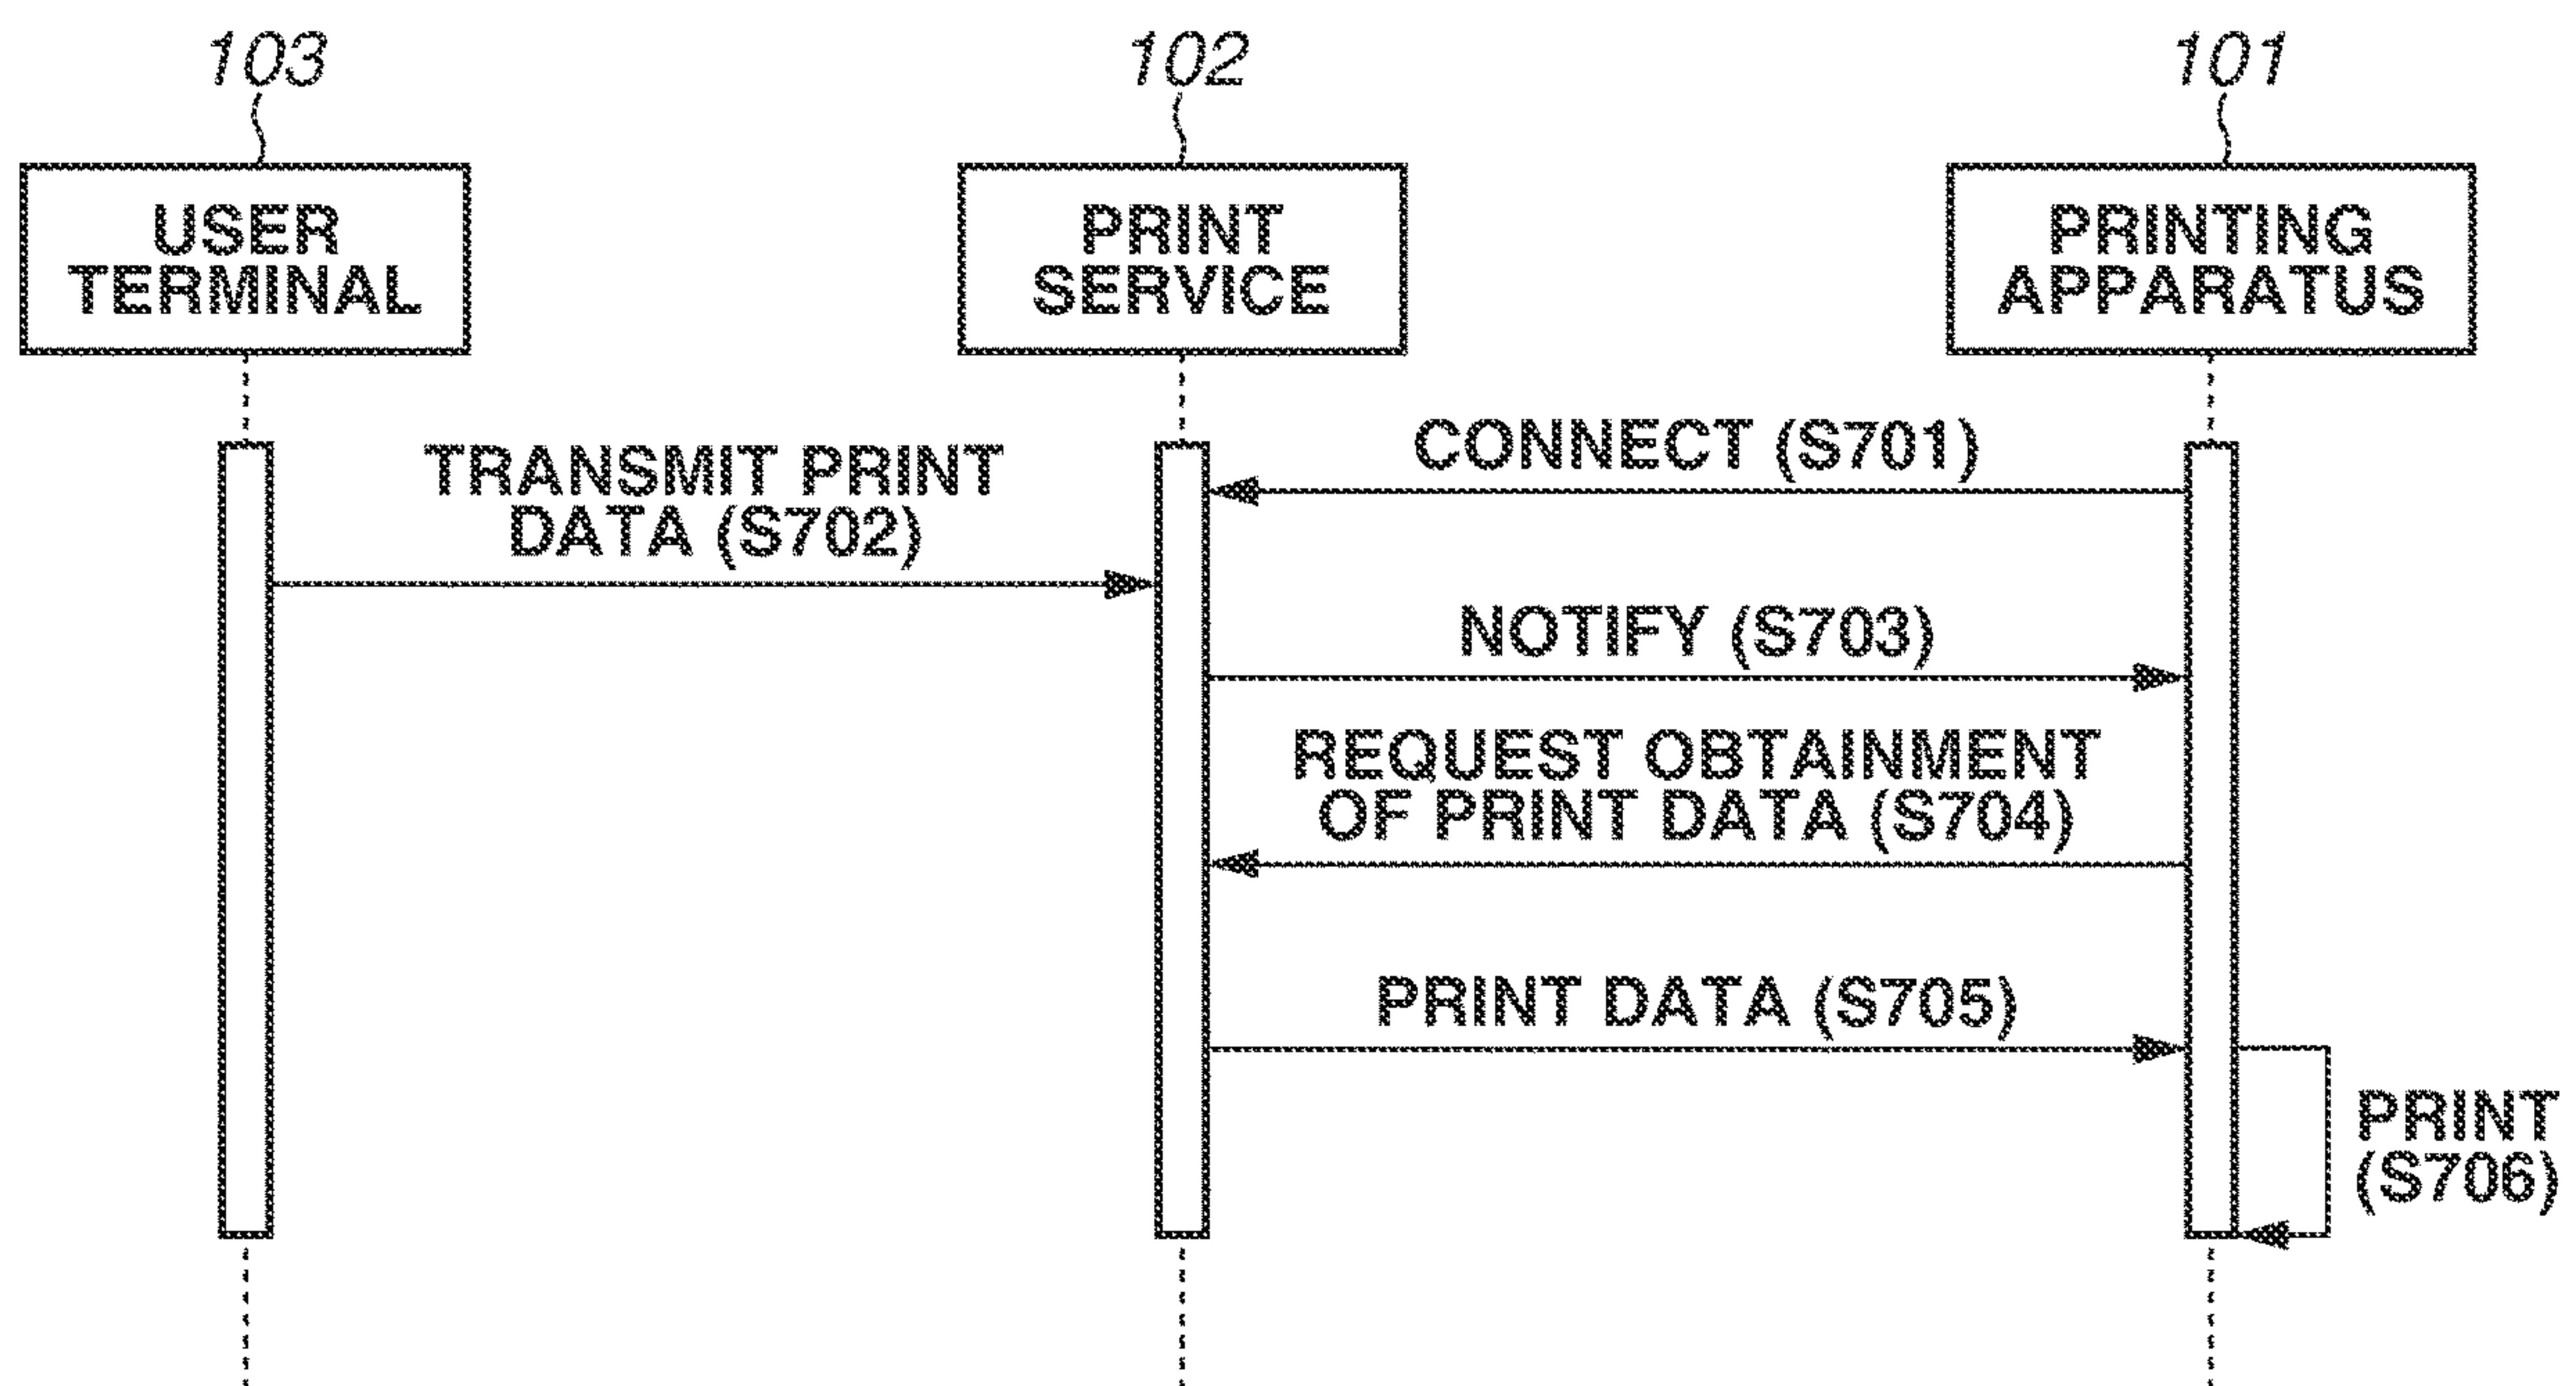 103
102
101
USER
TERMINAL
PRINT
SERVICE
PRINTING
APPARATUS
CONNECT (S701)
TRANSMIT PRINT
DATA (S702)
NOTIFY (S703)
REQUEST OBTAINMENT
OF PRINT DATA (S704)
PRINT DATA (S705)
PRINT
(S706)